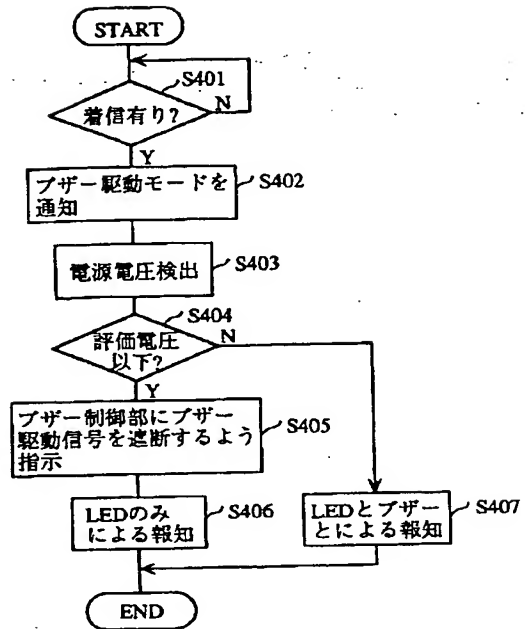 START
S401
着信有り?
N
Y
ブザー駆動モードを
通知
S402
電源電圧検出
S403
S404
評価電圧
以下?
N
Y
ブザー制御部にブザー
駆動信号を遮断するよう
指示
S405
LEDのみ
による報知
S406
LEDとブザー
とによる報知
S407
END